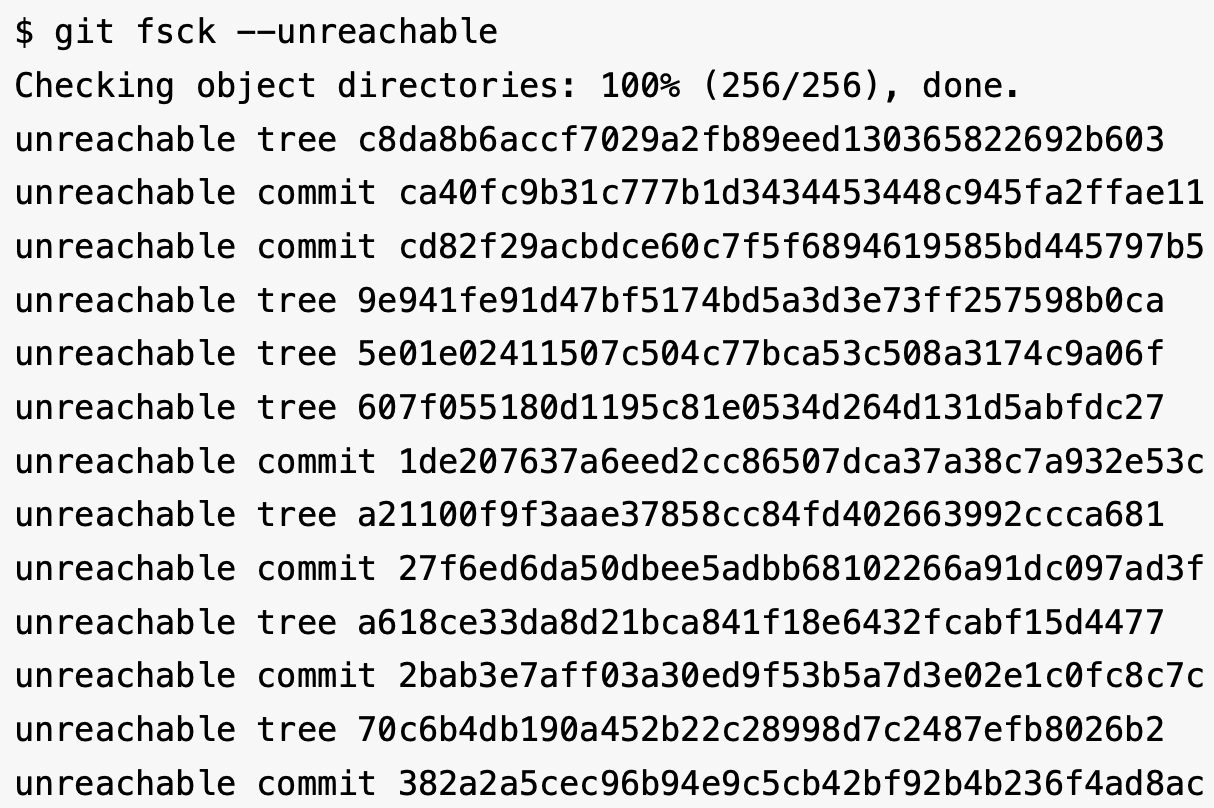 $ git fsck --unreachable
Checking object directories: 100% (256/256), done.
unreachable tree c8da8b6accf7029a2fb89eed130365822692b603
unreachable commit ca40fc9b31c777b1d3434453448c945fa2ffae11
unreachable commit cd82f29acbdce60c7f5f6894619585bd445797b5
unreachable tree 9e941fe91d47bf5174bd5a3d3e73ff257598b0ca
unreachable tree 5e01e02411507c504c77bca53c508a3174c9a06f
unreachable tree 607f055180d1195c81e0534d264d131d5abfdc27
unreachable commit 1de207637a6eed2cc86507dca37a38c7a932e53c
unreachable tree a21100f9f3aae37858cc84fd402663992ccca681
unreachable commit 27f6ed6da50dbee5adbb68102266a91dc097ad3f
unreachable tree a618ce33da8d21bca841f18e6432fcabf15d4477
unreachable commit 2bab3e7aff03a30ed9f53b5a7d3e02e1c0fc8c7c
unreachable tree 70c6b4db190a452b22c28998d7c2487efb8026b2
unreachable commit 382a2a5cec96b94e9c5cb42bf92b4b236f4ad8ac